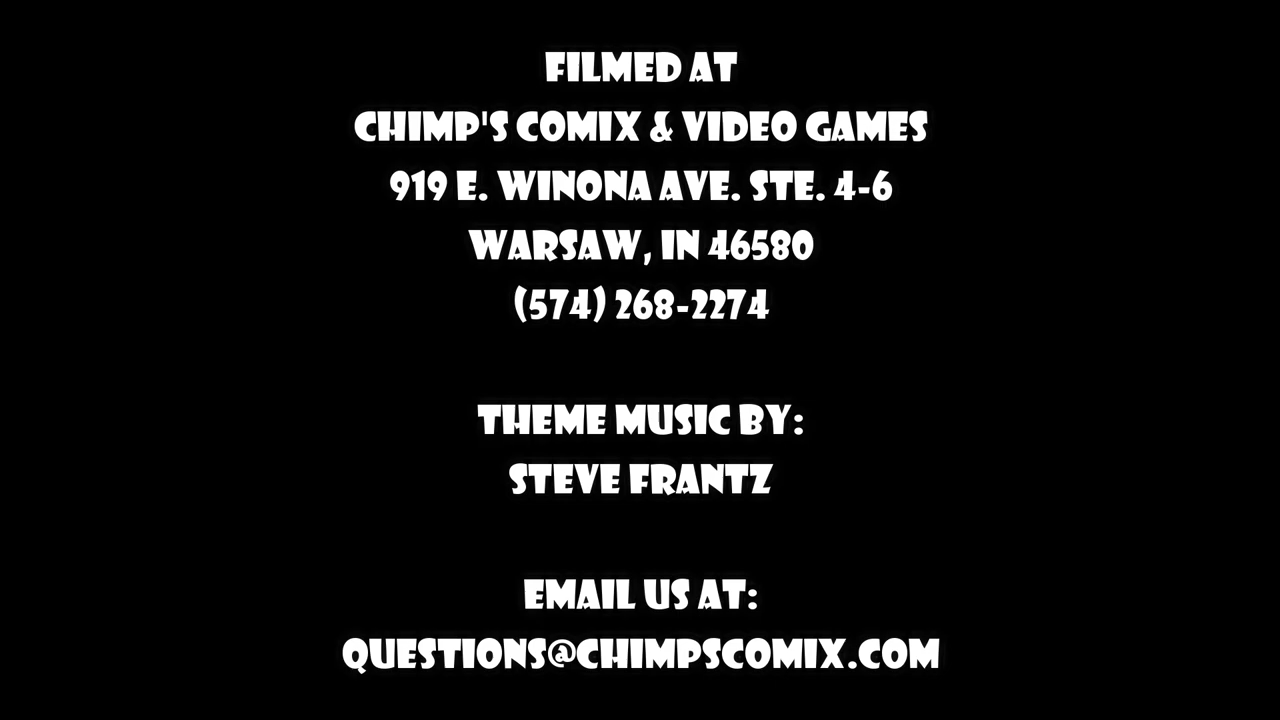 FILMED AT
CHIMP'S COMIX & VIDEO GAMES
919 E. WINONA AVE. STE. 4-6
WARSAW, IN 46580
(574) 268-2274
THEME MUSIC BY:
STEVE FRANTZ
EMAIL US AT:
QUESTIONS@CHIMPSCOMIX.COM